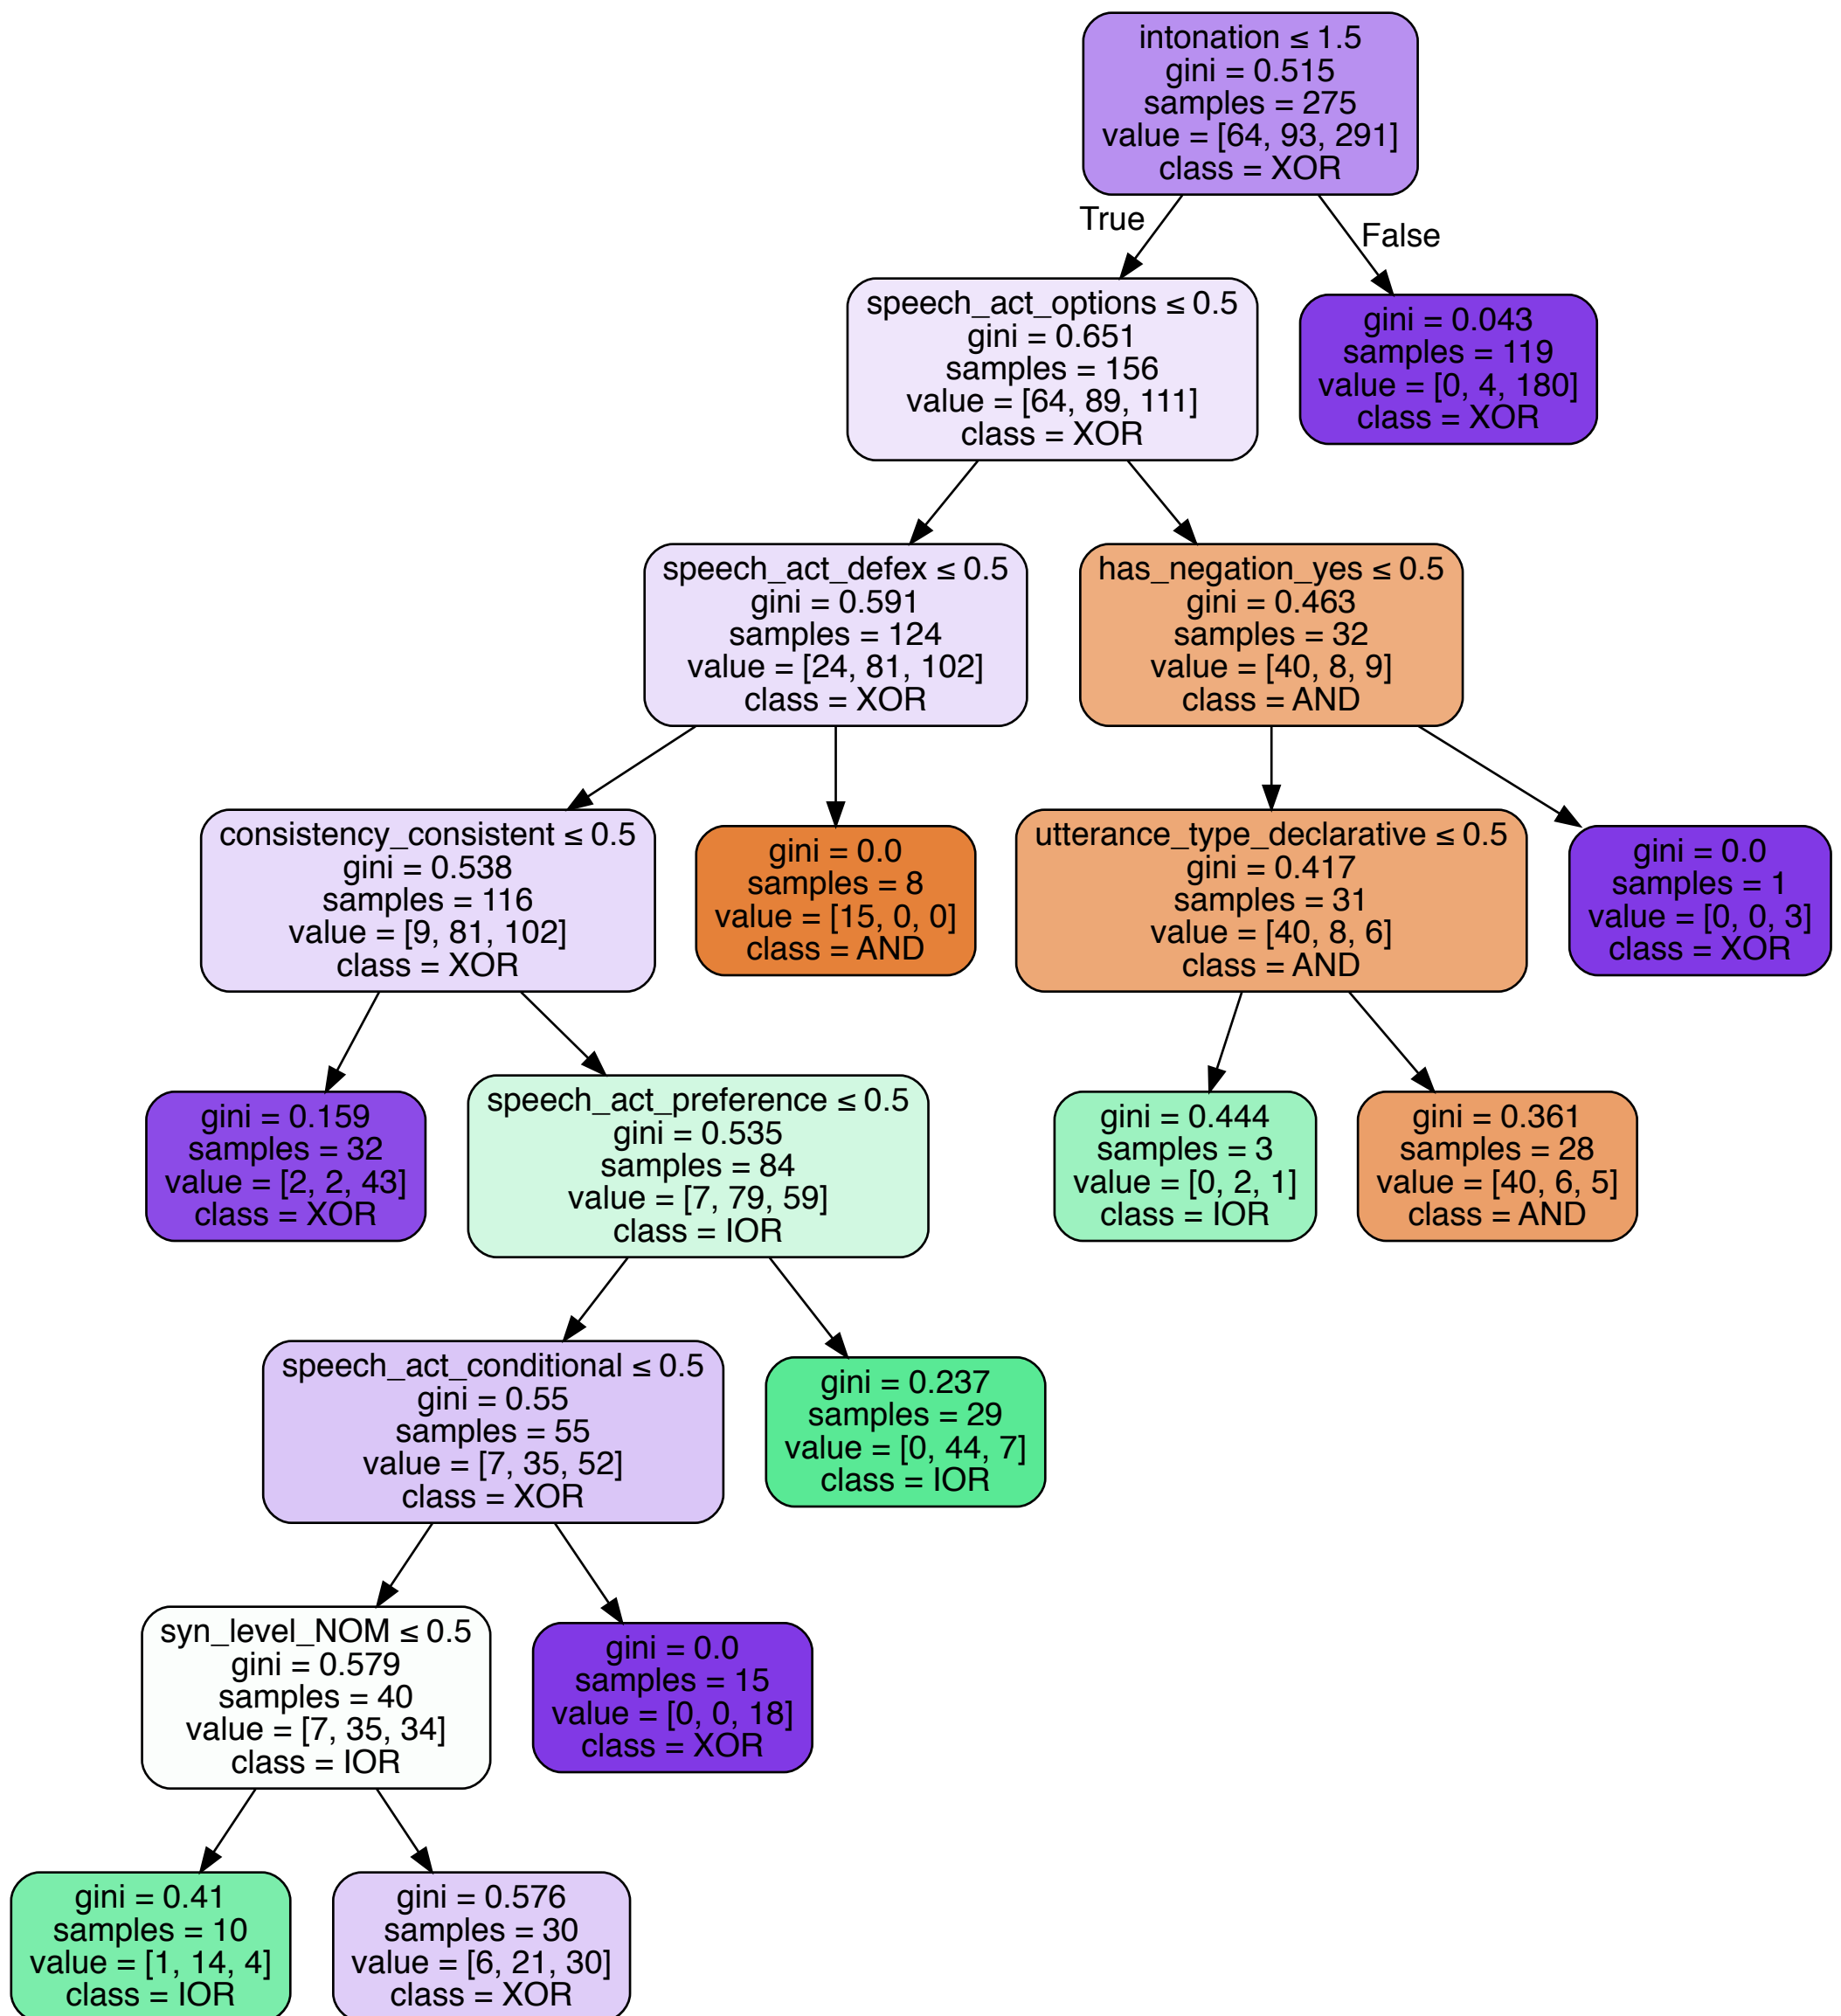 intonation ≤ 1.5
gini = 0.515
samples = 275
value = [64, 93, 291]
class = XOR
True
False
speech_act_options ≤ 0.5
gini = 0.651
samples = 156
value = [64, 89, 111]
class = XOR
gini = 0.043
samples = 119
value = [0, 4, 180]
class = XOR
speech_act_defex ≤ 0.5
gini = 0.591
samples = 124
value = [24, 81, 102]
class = XOR
has_negation_yes ≤ 0.5
gini = 0.463
samples = 32
value = [40, 8, 9]
class = AND
consistency_consistent ≤ 0.5
gini = 0.538
samples = 116
value = [9, 81, 102]
class = XOR
gini = 0.0
samples = 8
value = [15, 0, 0]
class = AND
utterance_type_declarative ≤ 0.5
gini = 0.417
samples = 31
value = [40, 8, 6]
class = AND
gini = 0.0
samples = 1
value = [0, 0, 3]
class = XOR
gini = 0.159
samples = 32
value = [2, 2, 43]
class = XOR
speech_act_preference ≤ 0.5
gini = 0.535
samples = 84
value = [7, 79, 59]
class = IOR
gini = 0.444
samples = 3
value = [0, 2, 1]
class = IOR
gini = 0.361
samples = 28
value = [40, 6, 5]
class = AND
speech_act_conditional ≤ 0.5
gini = 0.55
samples = 55
value = [7, 35, 52]
class = XOR
gini = 0.237
samples = 29
value = [0, 44, 7]
class = IOR
syn_level_NOM ≤ 0.5
gini = 0.579
samples = 40
value = [7, 35, 34]
class = IOR
gini = 0.0
samples = 15
value = [0, 0, 18]
class = XOR
gini = 0.41
samples = 10
value = [1, 14, 4]
class = IOR
gini = 0.576
samples = 30
value = [6, 21, 30]
class = XOR